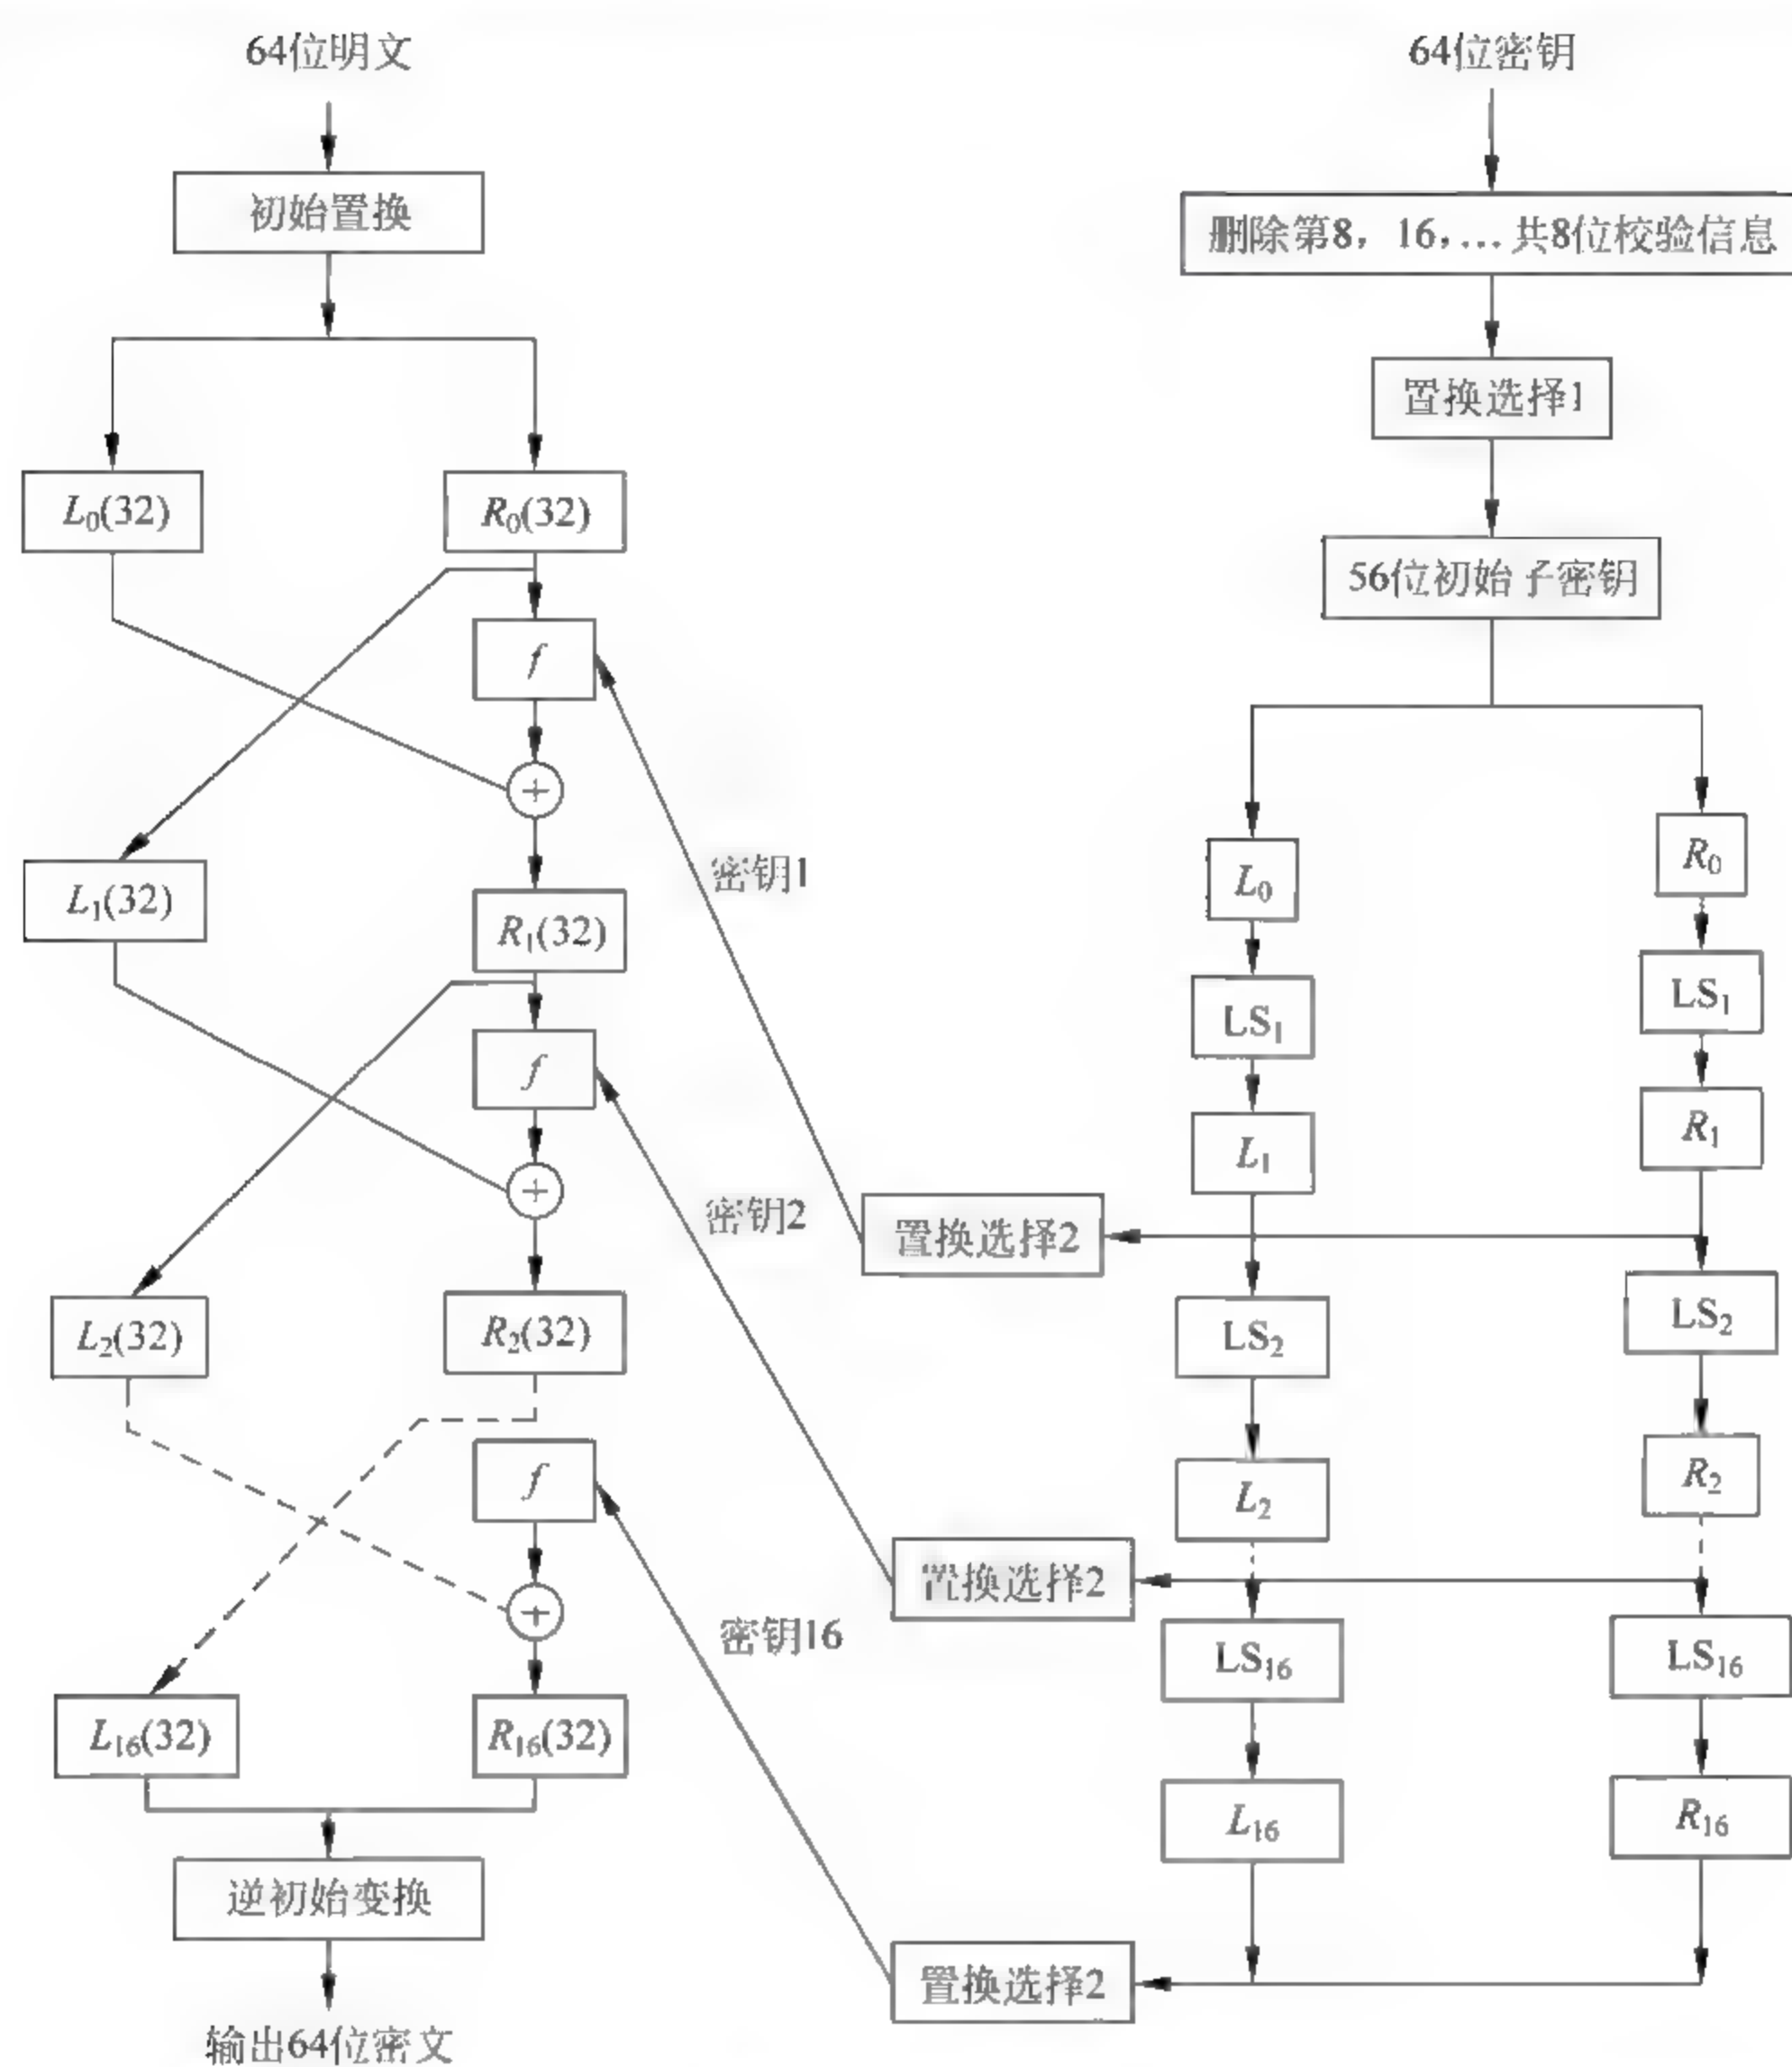 64位明文
初始置换
L₀(32)
R₀(32)
f
L₁(32)
R₁(32)
f
L₂(32)
R₂(32)
f
L₁₆(32)
R₁₆(32)
逆初始变换
输出64位密文
密钥1
密钥2
密钥16
置换选择2
置换选择2
置换选择2
64位密钥
删除第8，16，…共8位校验信息
置换选择1
56位初始子密钥
L₀
LS₁
L₁
LS₂
L₂
LS₁₆
L₁₆
R₀
LS₁
R₁
LS₂
R₂
LS₁₆
R₁₆